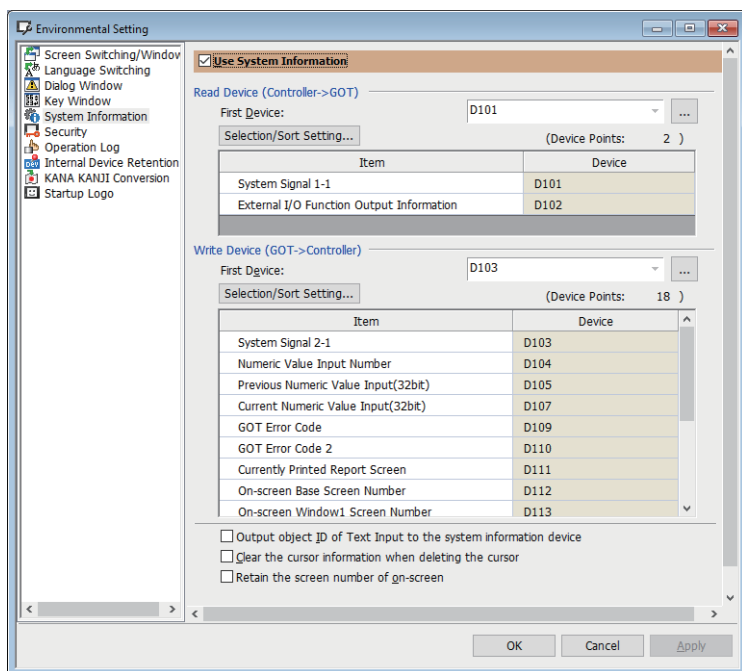 Environmental Setting
Screen Switching/Window
Language Switching
Dialog Window
Key Window
System Information
Security
Operation Log
Internal Device Retention
KANA KANJI Conversion
Startup Logo
Use System Information
Read Device (Controller->GOT)
First Device: D101 ...
Selection/Sort Setting... (Device Points: 2 )
Item Device
System Signal 1-1 D101
External I/O Function Output Information D102
Write Device (GOT->Controller)
First Device: D103 ...
Selection/Sort Setting... (Device Points: 18 )
Item Device
System Signal 2-1 D103
Numeric Value Input Number D104
Previous Numeric Value Input(32bit) D105
Current Numeric Value Input(32bit) D107
GOT Error Code D109
GOT Error Code 2 D110
Currently Printed Report Screen D111
On-screen Base Screen Number D112
On-screen Window1 Screen Number D113
Output object ID of Text Input to the system information device
Clear the cursor information when deleting the cursor
Retain the screen number of on-screen
OK Cancel Apply